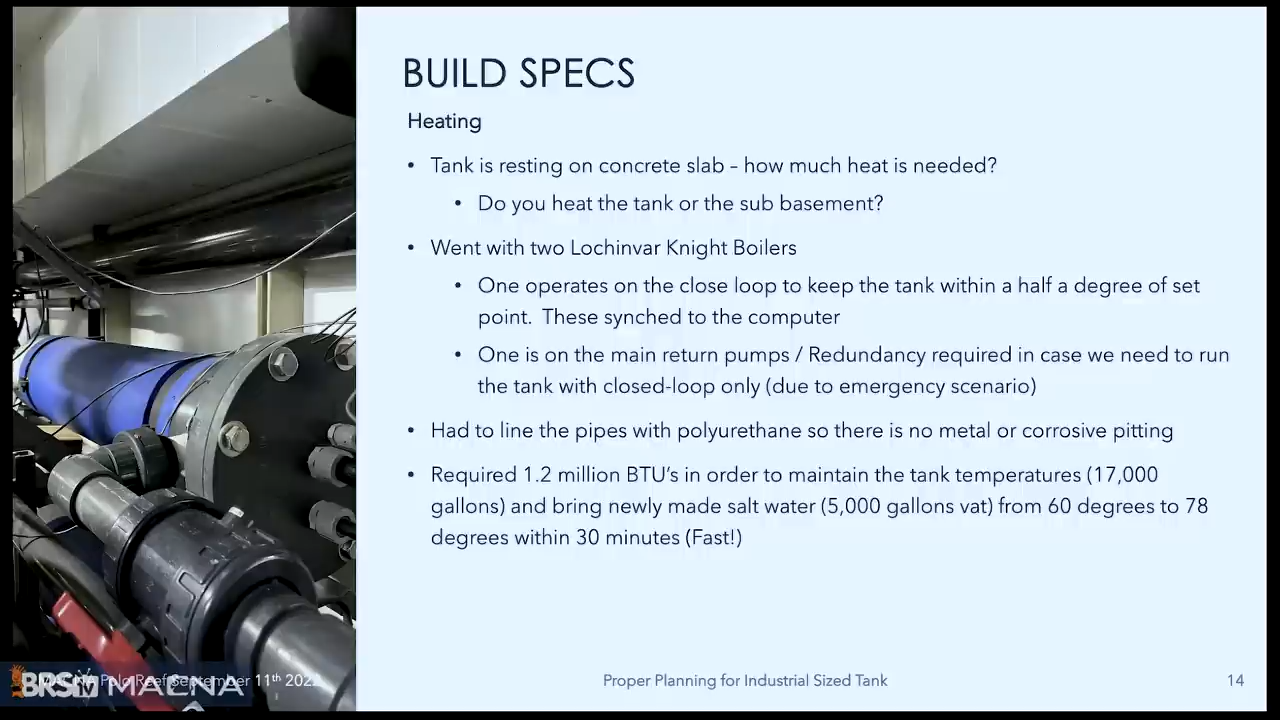 BUILD SPECS
Heating
• Tank is resting on concrete slab – how much heat is needed?
• Do you heat the tank or the sub basement?
• Went with two Lochinvar Knight Boilers
• One operates on the close loop to keep the tank within a half a degree of set
point. These synched to the computer
• One is on the main return pumps / Redundancy required in case we need to run
the tank with closed-loop only (due to emergency scenario)
• Had to line the pipes with polyurethane so there is no metal or corrosive pitting
• Required 1.2 million BTU’s in order to maintain the tank temperatures (17,000
gallons) and bring newly made salt water (5,000 gallons vat) from 60 degrees to 78
degrees within 30 minutes (Fast!)
BRStv MACNA
Reef September 11th
Proper Planning for Industrial Sized Tank
14